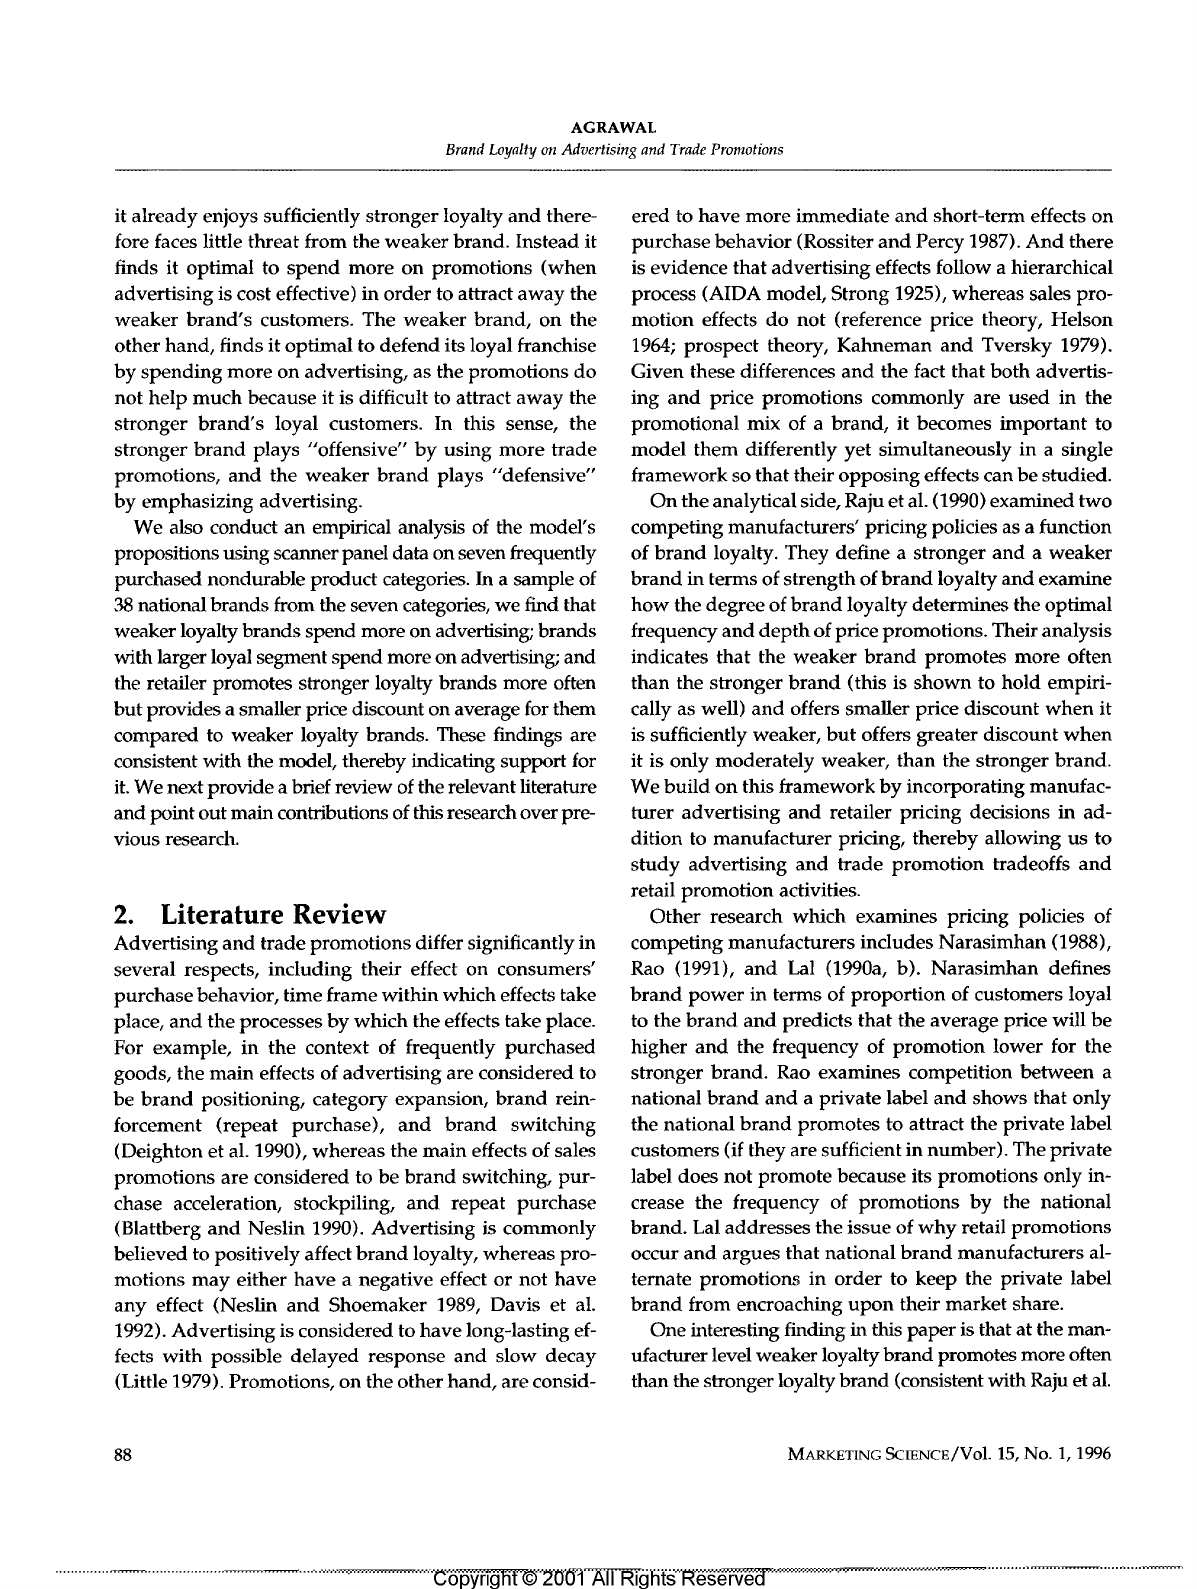 AGRAWAL
Brand Loyalty on Advertising and Trade Promotions
it already enjoys sufficiently stronger loyalty and there-
fore faces little threat from the weaker brand. Instead it
finds it optimal to spend more on promotions (when
advertising is cost effective) in order to attract away the
weaker brand's customers. The weaker brand, on the
other hand, finds it optimal to defend its loyal franchise
by spending more on advertising, as the promotions do
not help much because it is difficult to attract away the
stronger brand's loyal customers. In this sense, the
stronger brand plays "offensive" by using more trade
promotions, and the weaker brand plays "defensive"
by emphasizing advertising.
We also conduct an empirical analysis of the model's
propositions using scanner panel data on seven frequently
purchased nondurable product categories. In a sample of
38 national brands from the seven categories, we find that
weaker loyalty brands spend more on advertising; brands
with larger loyal segment spend more on advertising; and
the retailer promotes stronger loyalty brands more often
but provides a smaller price discount on average for them
compared to weaker loyalty brands. These findings are
consistent with the model, thereby indicating support for
it. We next provide a brief review of the relevant literature
and point out main contributions of this research over pre-
vious research.
2. Literature Review
Advertising and trade promotions differ significantly in
several respects, including their effect on consumers'
purchase behavior, time frame within which effects take
place, and the processes by which the effects take place.
For example, in the context of frequently purchased
goods, the main effects of advertising are considered to
be brand positioning, category expansion, brand rein-
forcement (repeat purchase), and brand switching
(Deighton et al. 1990), whereas the main effects of sales
promotions are considered to be brand switching, pur-
chase acceleration, stockpiling, and repeat purchase
(Blattberg and Neslin 1990). Advertising is commonly
believed to positively affect brand loyalty, whereas pro-
motions may either have a negative effect or not have
any effect (Neslin and Shoemaker 1989, Davis et al.
1992). Advertising is considered to have long-lasting ef-
fects with possible delayed response and slow decay
(Little 1979). Promotions, on the other hand, are consid-
ered to have more immediate and short-term effects on
purchase behavior (Rossiter and Percy 1987). And there
is evidence that advertising effects follow a hierarchical
process (AIDA model, Strong 1925), whereas sales pro-
motion effects do not (reference price theory, Helson
1964; prospect theory, Kahneman and Tversky 1979).
Given these differences and the fact that both advertis-
ing and price promotions commonly are used in the
promotional mix of a brand, it becomes important to
model them differently yet simultaneously in a single
framework so that their opposing effects can be studied.
On the analytical side, Raju et al. (1990) examined two
competing manufacturers' pricing policies as a function
of brand loyalty. They define a stronger and a weaker
brand in terms of strength of brand loyalty and examine
how the degree of brand loyalty determines the optimal
frequency and depth of price promotions. Their analysis
indicates that the weaker brand promotes more often
than the stronger brand (this is shown to hold empiri-
cally as well) and offers smaller price discount when it
is sufficiently weaker, but offers greater discount when
it is only moderately weaker, than the stronger brand.
We build on this framework by incorporating manufac-
turer advertising and retailer pricing decisions in ad-
dition to manufacturer pricing, thereby allowing us to
study advertising and trade promotion tradeoffs and
retail promotion activities.
Other research which examines pricing policies of
competing manufacturers includes Narasimhan (1988),
Rao (1991), and Lal (1990a, b). Narasimhan defines
brand power in terms of proportion of customers loyal
to the brand and predicts that the average price will be
higher and the frequency of promotion lower for the
stronger brand. Rao examines competition between a
national brand and a private label and shows that only
the national brand promotes to attract the private label
customers (if they are sufficient in number). The private
label does not promote because its promotions only in-
crease the frequency of promotions by the national
brand. Lal addresses the issue of why retail promotions
occur and argues that national brand manufacturers al-
ternate promotions in order to keep the private label
brand from encroaching upon their market share.
One interesting finding in this paper is that at the man-
ufacturer level weaker loyalty brand promotes more often
than the stronger loyalty brand (consistent with Raju et al.
88
MARKETING SCIENCE/Vol. 15, No. 1, 1996
Copyright © 2001 All Rights Reserved